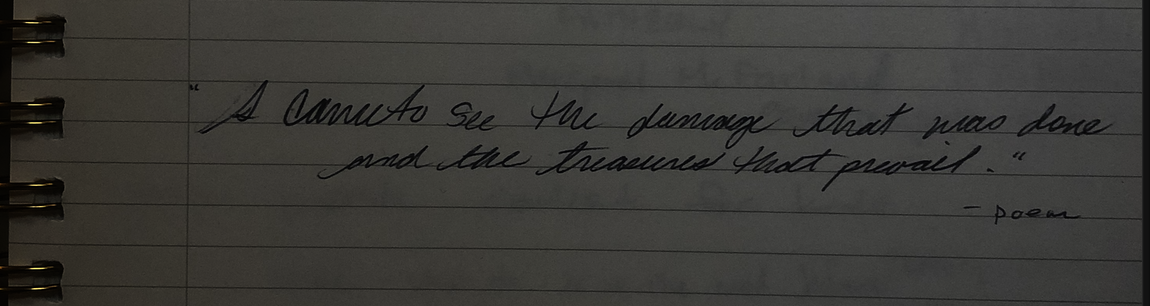 "I came to see the damage that was done
and the treasures that prevail."
- poem